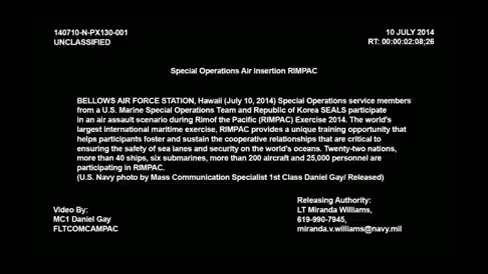 140710-N-PX130-001
10 JULY 2014
UNCLASSIFIED
RT: 00:00:02:08;26
Special Operations Air Insertion RIMPAC
BELLOWS AIR FORCE STATION, Hawaii (July 10, 2014) Special Operations service members
from a U.S. Marine Special Operations Team and Republic of Korea SEALS participate
in an air assault scenario during Rimof the Pacific (RIMPAC) Exercise 2014. The world's
largest international maritime exercise, RIMPAC provides a unique training opportunity that
helps participants foster and sustain the cooperative relationships that are critical to
ensuring the safety of sea lanes and security on the world's oceans. Twenty-two nations,
more than 40 ships, six submarines, more than 200 aircraft and 25,000 personnel are
participating in RIMPAC.
(U.S. Navy photo by Mass Communication Specialist 1st Class Daniel Gay/ Released)
Video By:
MC1 Daniel Gay
FLTCOMCAMPAC
Releasing Authority:
LT Miranda Williams,
619-990-7945,
miranda.v.williams@navy.mil